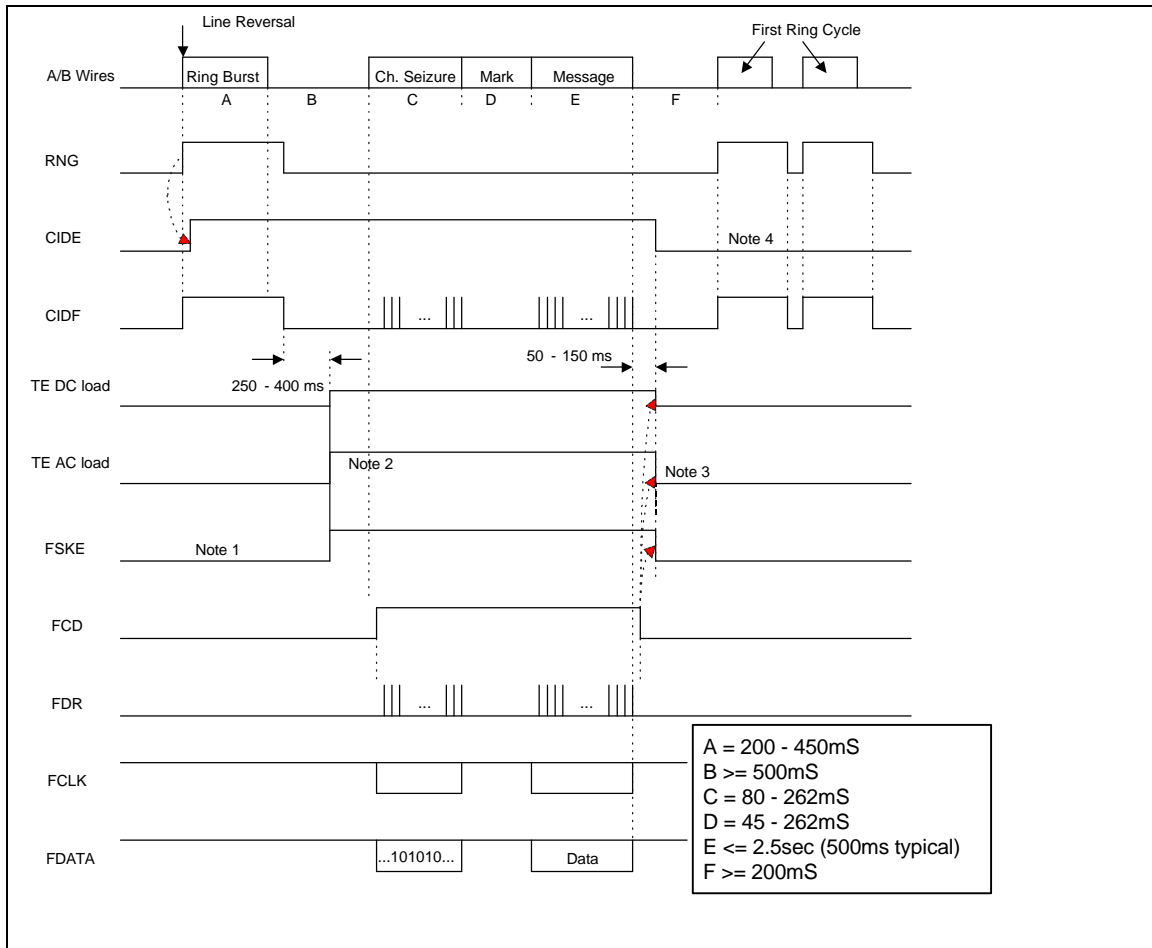 Line Reversal
First Ring Cycle
A/B Wires
Ring Burst
Ch. Seizure
Mark
Message
A
B
C
D
E
F
RNG
CIDE
Note 4
CIDF
...
...
50 - 150 ms
TE DC load
250 - 400 ms
TE AC load
Note 2
Note 3
FSKE
Note 1
FCD
FDR
...
...
FCLK
FDATA
...101010...
Data
A = 200 - 450mS
B >= 500mS
C = 80 - 262mS
D = 45 - 262mS
E <= 2.5sec (500ms typical)
F >= 200mS